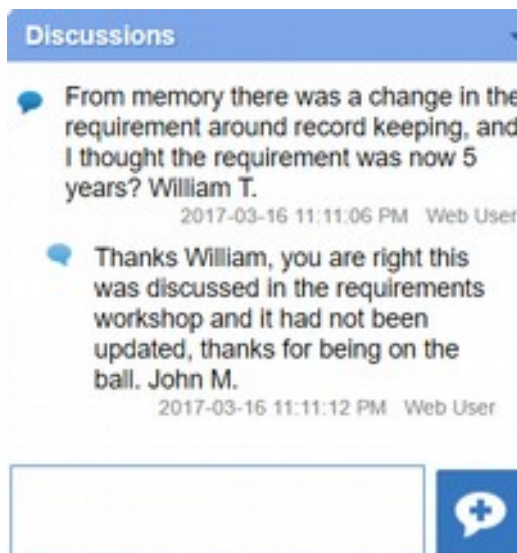 Discussions
From memory there was a change in the
requirement around record keeping, and
I thought the requirement was now 5
years? William T.
2017-03-16 11:11:06 PM Web User
Thanks William, you are right this
was discussed in the requirements
workshop and it had not been
updated, thanks for being on the
ball. John M.
2017-03-16 11:11:12 PM Web User